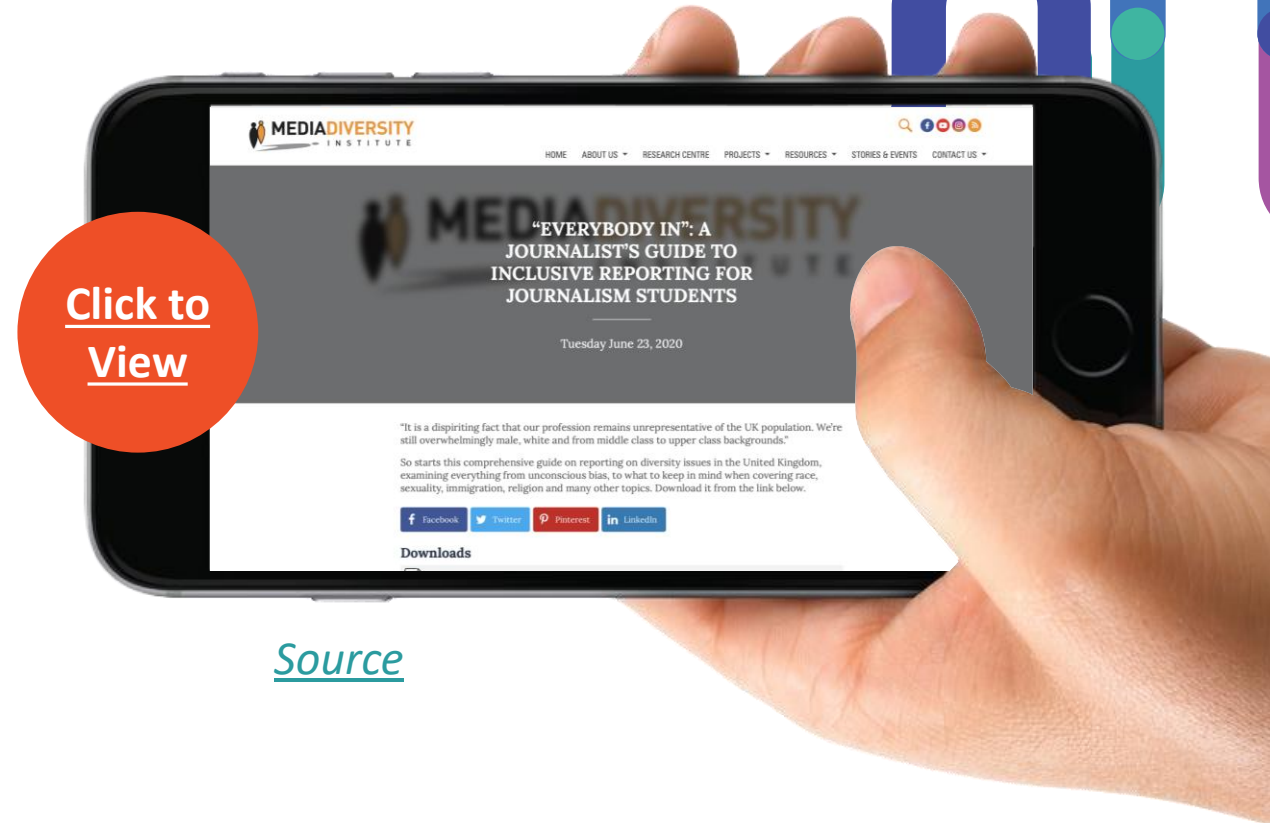 MEDIADIVERSITY
INSTITUTE
HOME ABOUT US RESEARCH CENTRE PROJECTS RESOURCES STORIES & EVENTS CONTACT US
“EVERYBODY IN”: A
JOURNALIST’S GUIDE TO
INCLUSIVE REPORTING FOR
JOURNALISM STUDENTS
Tuesday June 23, 2020
Click to
View
“It is a dispiriting fact that our profession remains unrepresentative of the UK population. We’re
still overwhelmingly male, white and from middle class to upper class backgrounds.”
So starts this comprehensive guide on reporting on diversity issues in the United Kingdom,
examining everything from unconscious bias, to what to keep in mind when covering race,
sexuality, immigration, religion and many other topics. Download it from the link below.
Facebook Twitter Pinterest LinkedIn
Downloads
Source